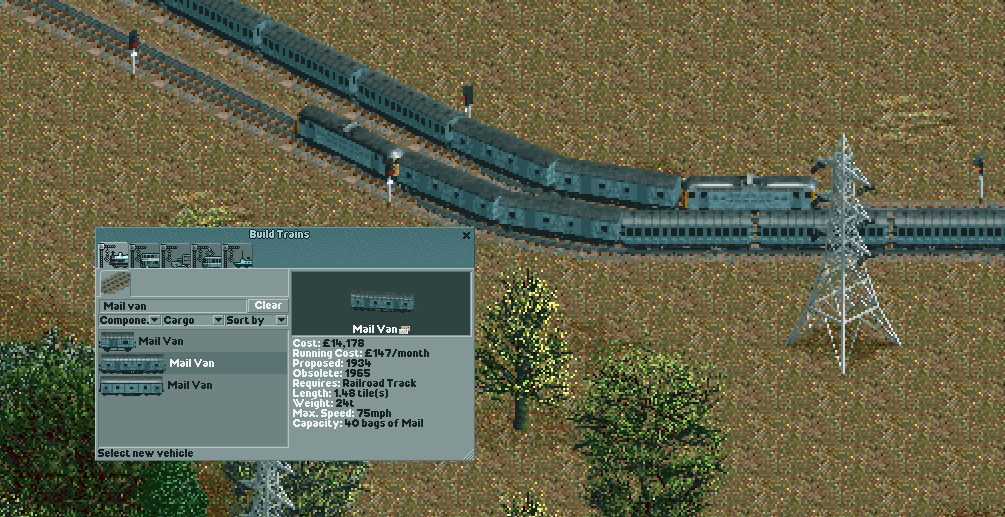 Build Trains
Mail van
Clear
Compone.
Cargo
Sort by
Mail Van
Mail Van
Mail Van
Select new vehicle
Mail Van
Cost: £14,178
Running Cost: £147/month
Proposed: 1934
Obsolete: 1965
Requires: Railroad Track
Length: 1.48 tile(s)
Weight: 24t
Max. Speed: 75mph
Capacity: 40 bags of Mail